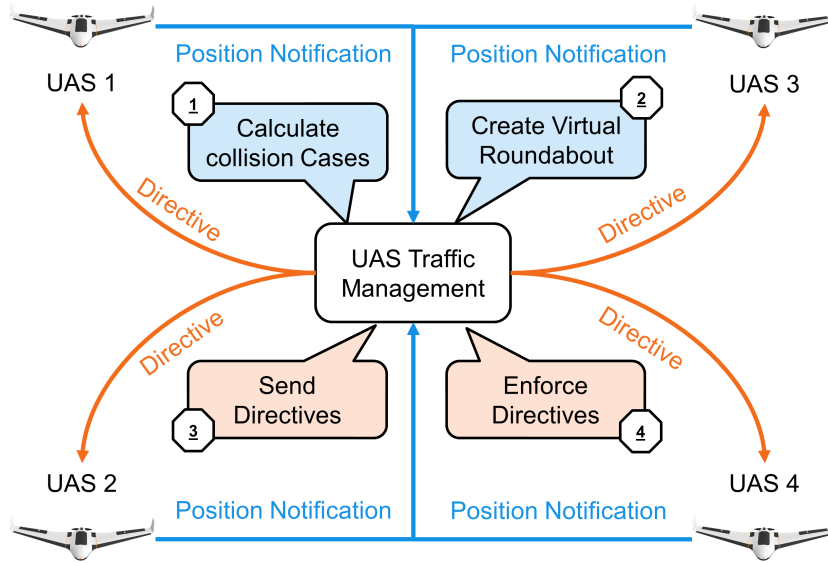 Position Notification
Position Notification
UAS 1
UAS 3
1
Calculate
collision Cases
2
Create Virtual
Roundabout
Directive
Directive
UAS Traffic
Management
Directive
Directive
Send
Directives
3
Enforce
Directives
4
UAS 2
UAS 4
Position Notification
Position Notification